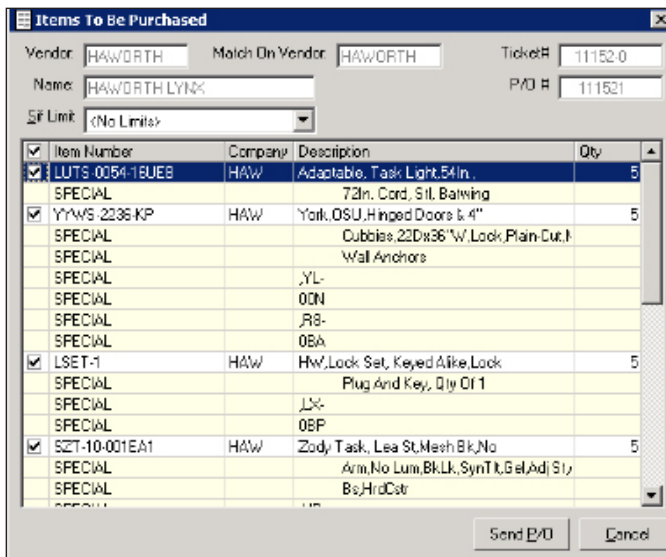 Items To Be Purchased
Vendor: HAWORTH Match On Vendor: HAWORTH Ticket# 11152-0
Name: HAWORTH LYNX P/O # 111521
Sif Limit <No Limits>
Item Number Company Description Qty
LUTS-0054-16UEB HAW Adaptable, Task Light,54In., 5
SPECIAL 72In. Cord, Stl, Batwing
YYWS-2236-KP HAW York,OSU,Hinged Doors & 4" 5
SPECIAL Cubbies,22Dx36"W,Lock,Plain-Cut,
SPECIAL Wall Anchors
SPECIAL ,YL-
SPECIAL 00N
SPECIAL ,R8-
SPECIAL 0BA
LSET-1 HAW HW,Lock Set, Keyed Alike,Lock 5
SPECIAL Plug And Key, Qty Of 1
SPECIAL ,LX-
SPECIAL 0BP
SZT-10-001EA1 HAW Zody Task, Lea St,Mesh Bk,No 5
SPECIAL Arm,No Lum,BkLk,SynTlt,Gel,Adj St,
SPECIAL Bs,HrdCstr
Send P/O Cancel